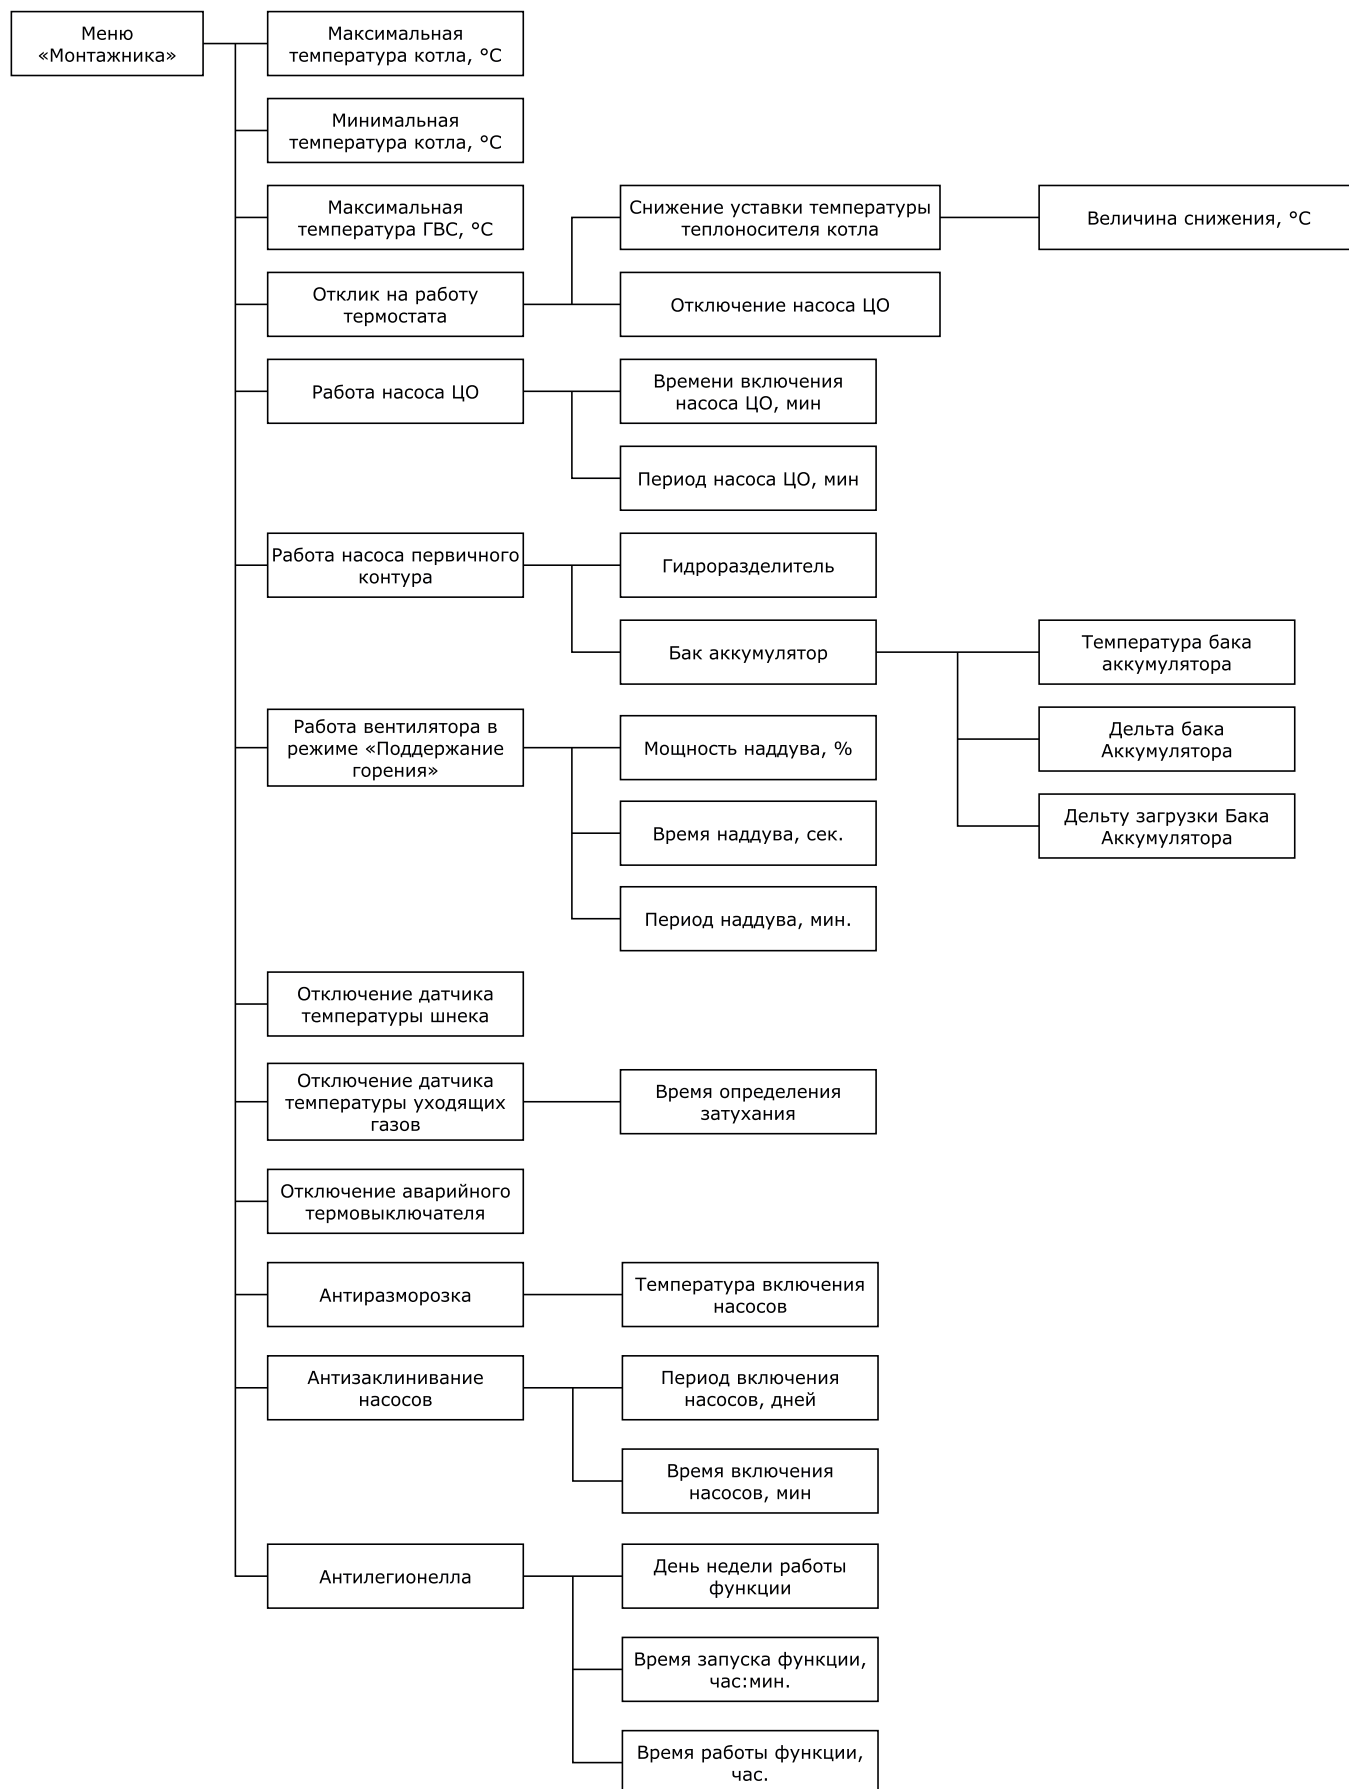 Меню
«Монтажника»
Максимальная
температура котла, °С
Минимальная
температура котла, °С
Максимальная
температура ГВС, °С
Снижение уставки температуры
теплоносителя котла
Величина снижения, °С
Отклик на работу
термостата
Отключение насоса ЦО
Работа насоса ЦО
Времени включения
насоса ЦО, мин
Период насоса ЦО, мин
Работа насоса первичного
контура
Гидроразделитель
Бак аккумулятор
Температура бака
аккумулятора
Дельта бака
Аккумулятора
Дельту загрузки Бака
Аккумулятора
Работа вентилятора в
режиме «Поддержание
горения»
Мощность наддува, %
Время наддува, сек.
Период наддува, мин.
Отключение датчика
температуры шнека
Отключение датчика
температуры уходящих
газов
Время определения
затухания
Отключение аварийного
термовыключателя
Антиразморозка
Температура включения
насосов
Антизаклинивание
насосов
Период включения
насосов, дней
Время включения
насосов, мин
Антилегионелла
День недели работы
функции
Время запуска функции,
час:мин.
Время работы функции,
час.